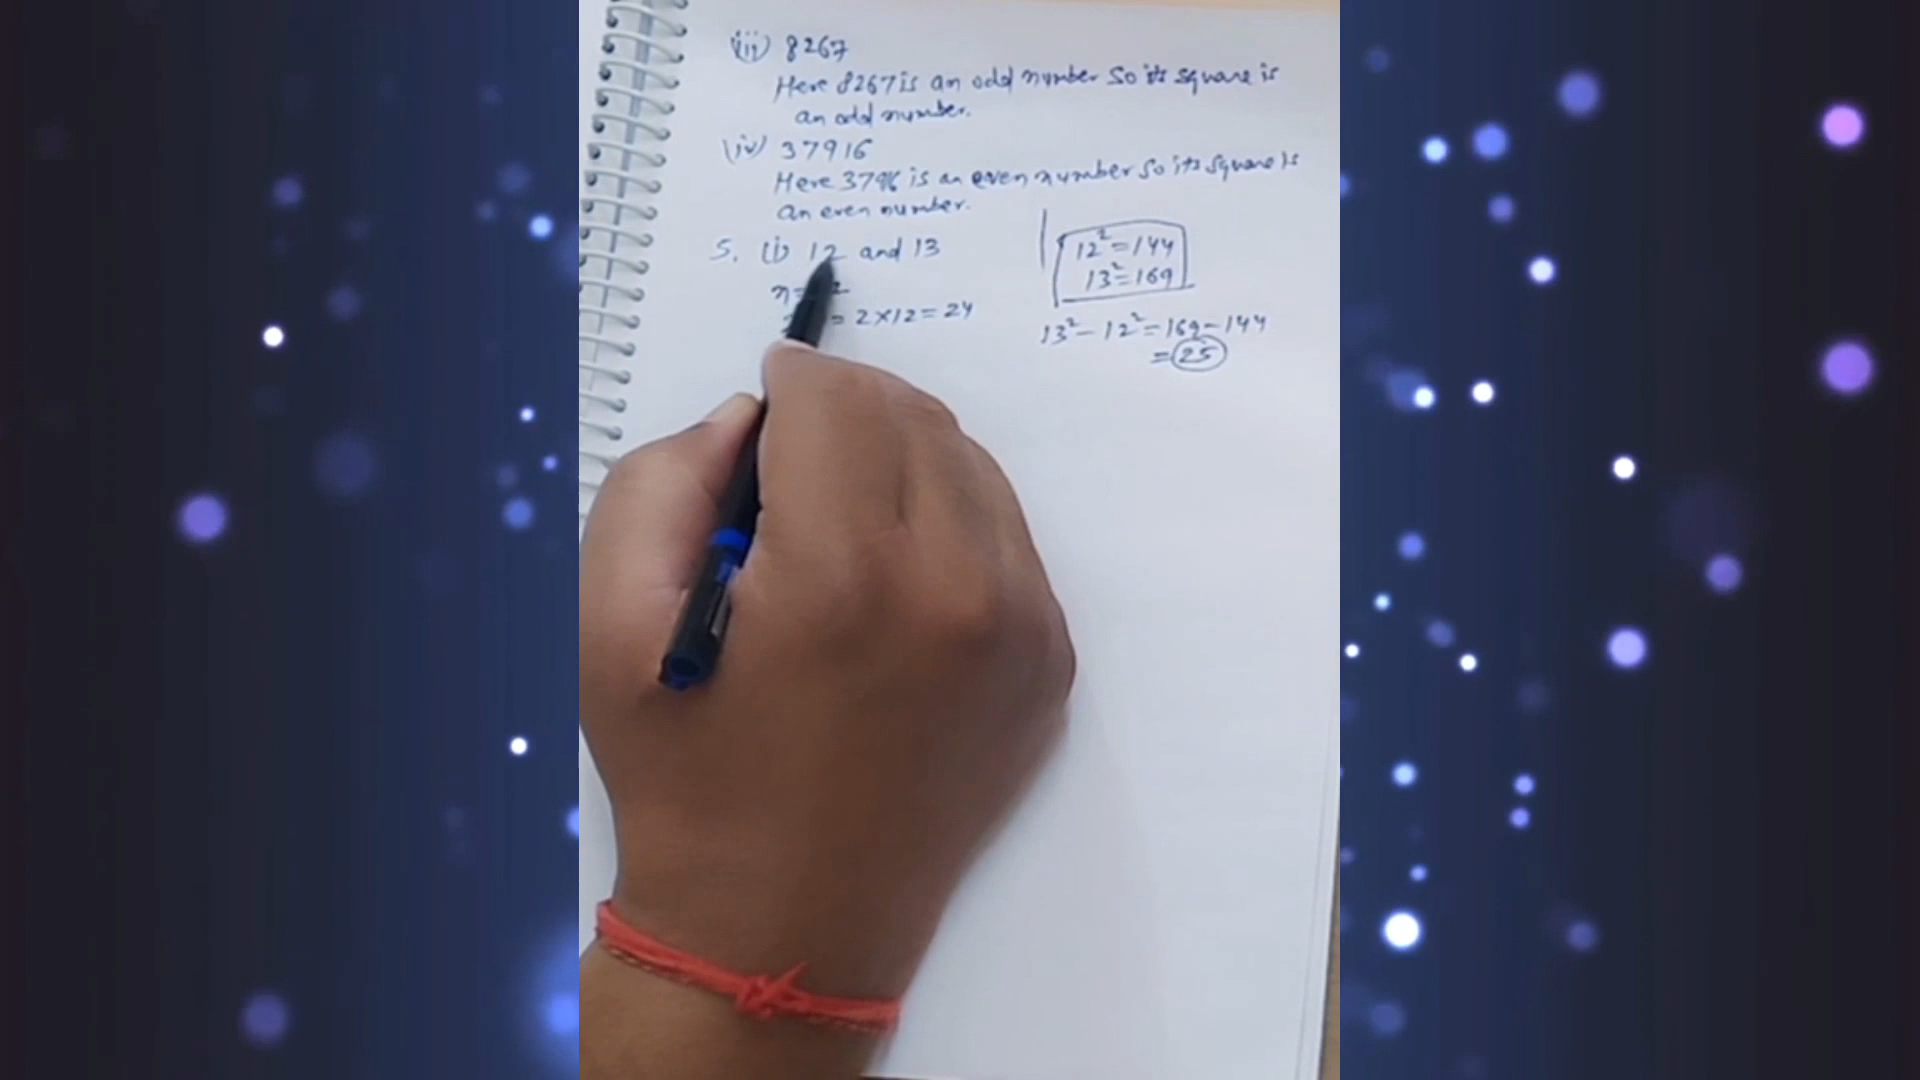 (iii) 8267
Here 8267 is an odd number so its square is
an odd number.
(iv) 37916
Here 3796 is an even number so its square is
an even number.
5. (i) 12 and 13
= 2×12=24
12²=144
13²=169
13²-12²=169-144
=25